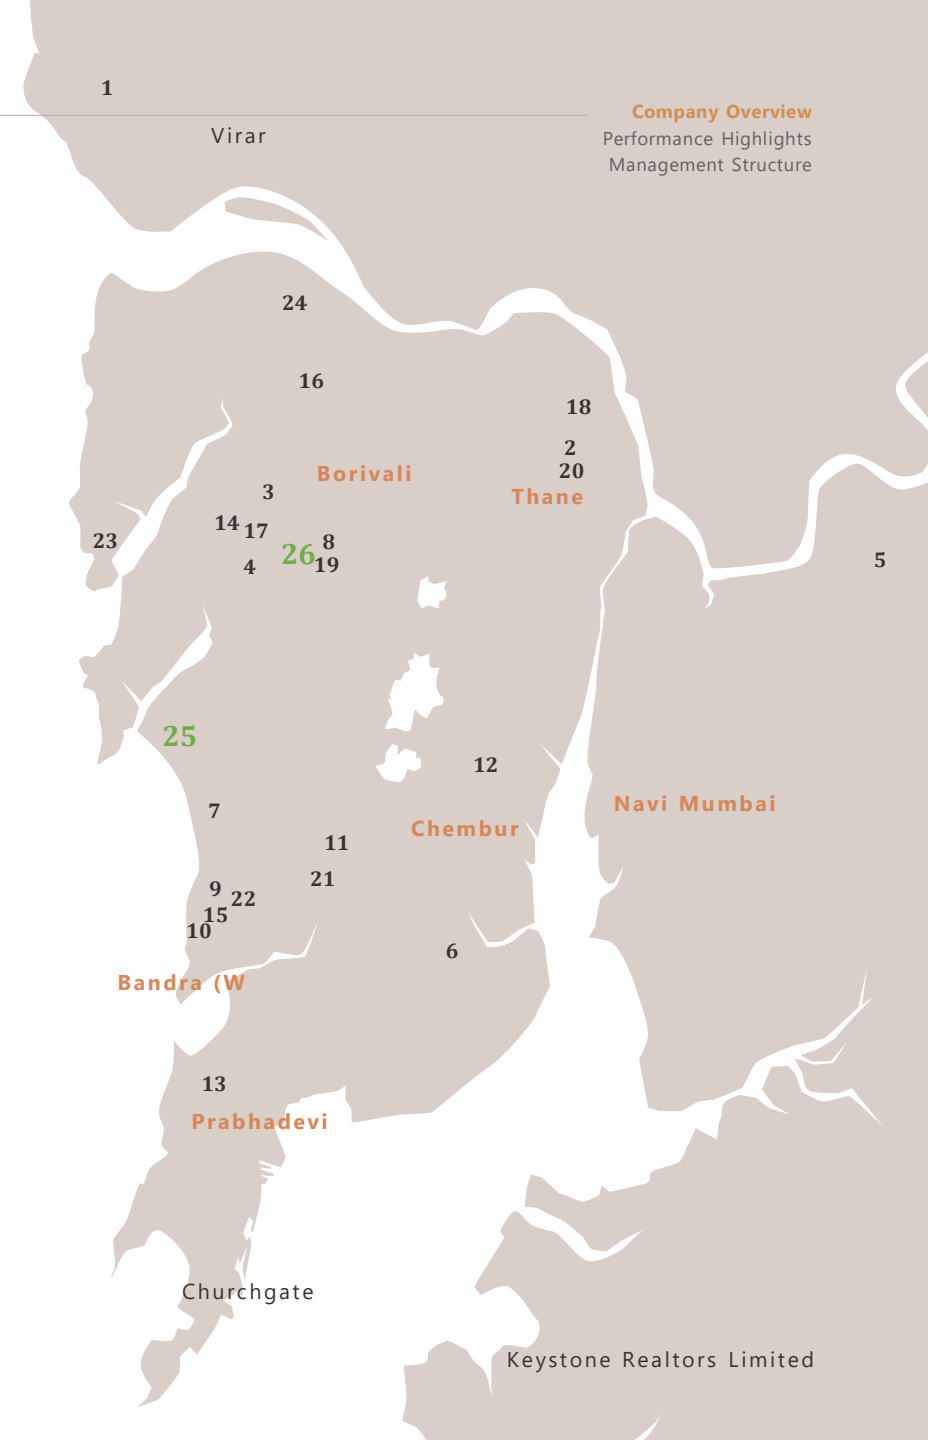 1
Company Overview
Virar
Performance Highlights
Management Structure
24
16
18
2
20
Borivali
Thane
3
14
17
23
26
8
19
4
5
25
12
7
Navi Mumbai
Chembur
11
21
9
22
15
10
6
Bandra (W
13
Prabhadevi
Churchgate
Keystone Realtors Limited